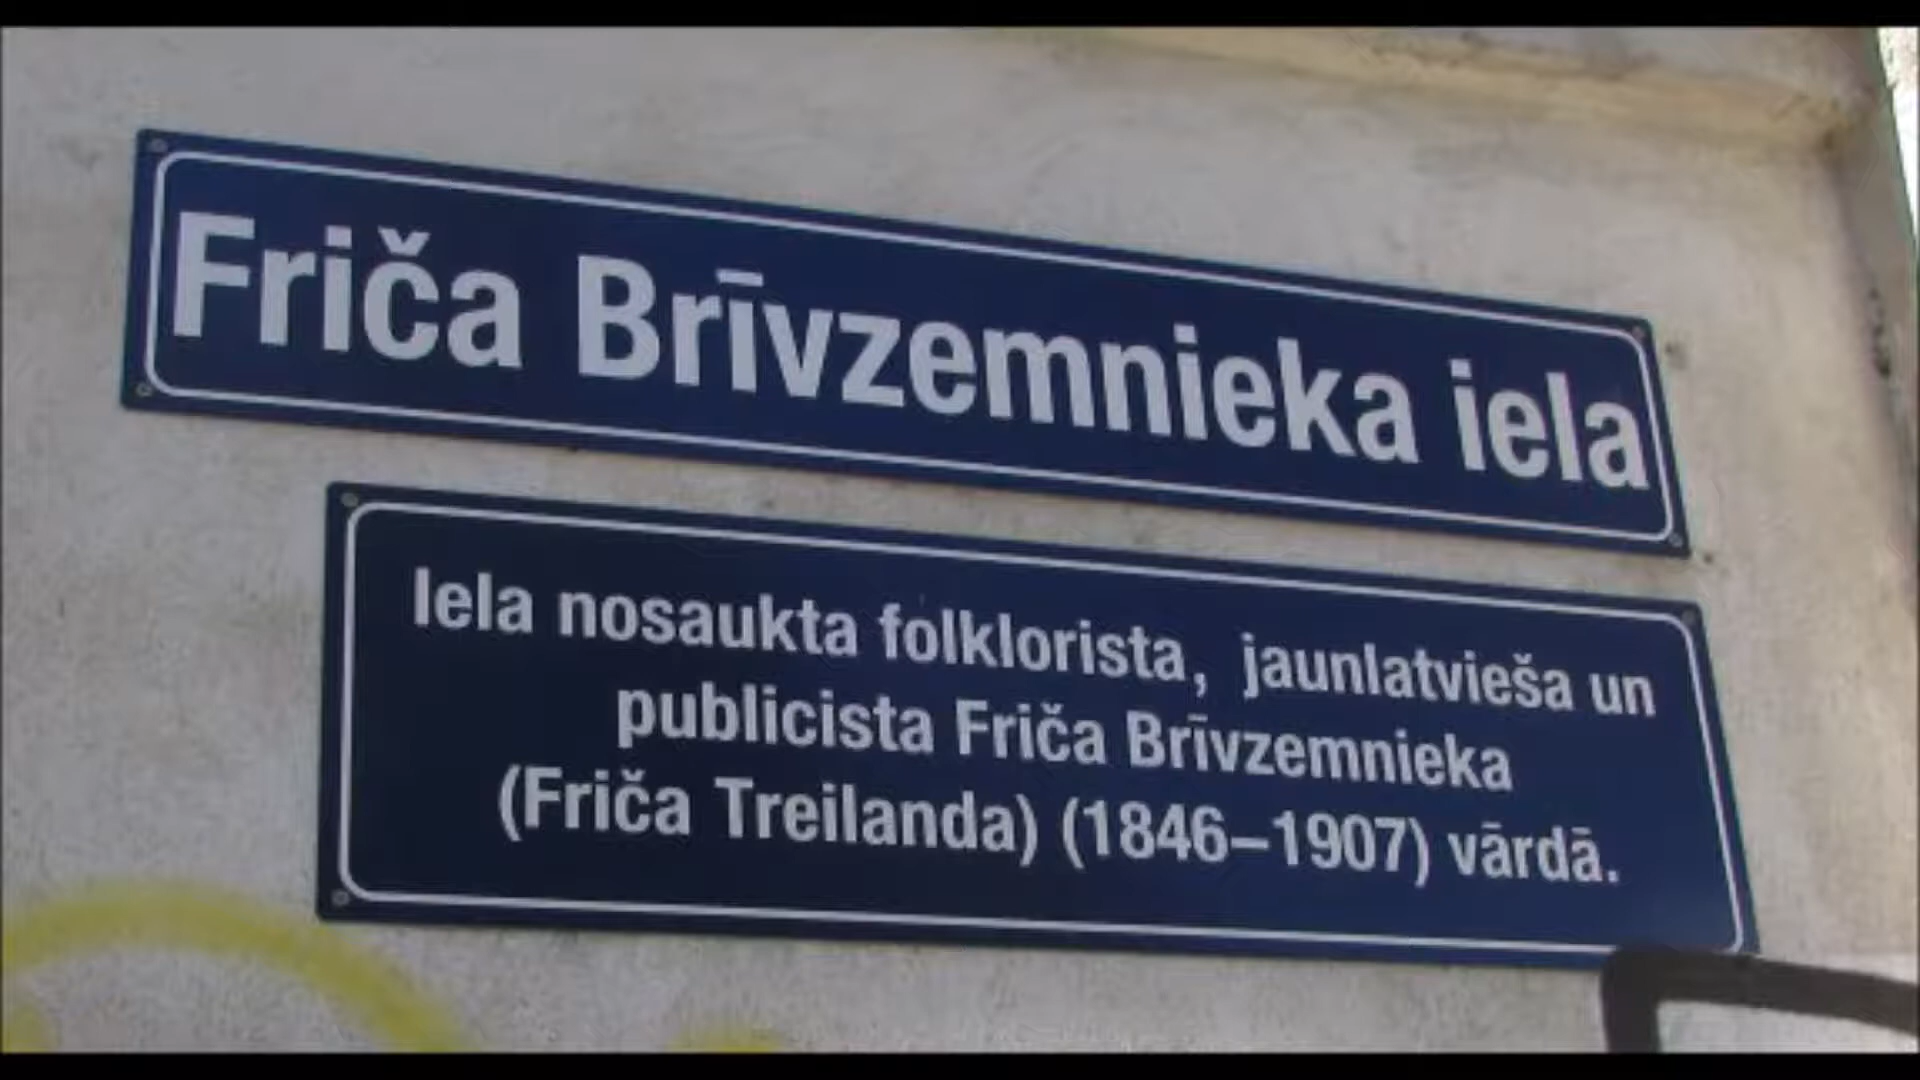 Friča Brīvzemnieka iela
Iela nosaukta folklorista, jaunlatvieša un
publicista Friča Brīvzemnieka
(Friča Treilanda) (1846–1907) vārdā.